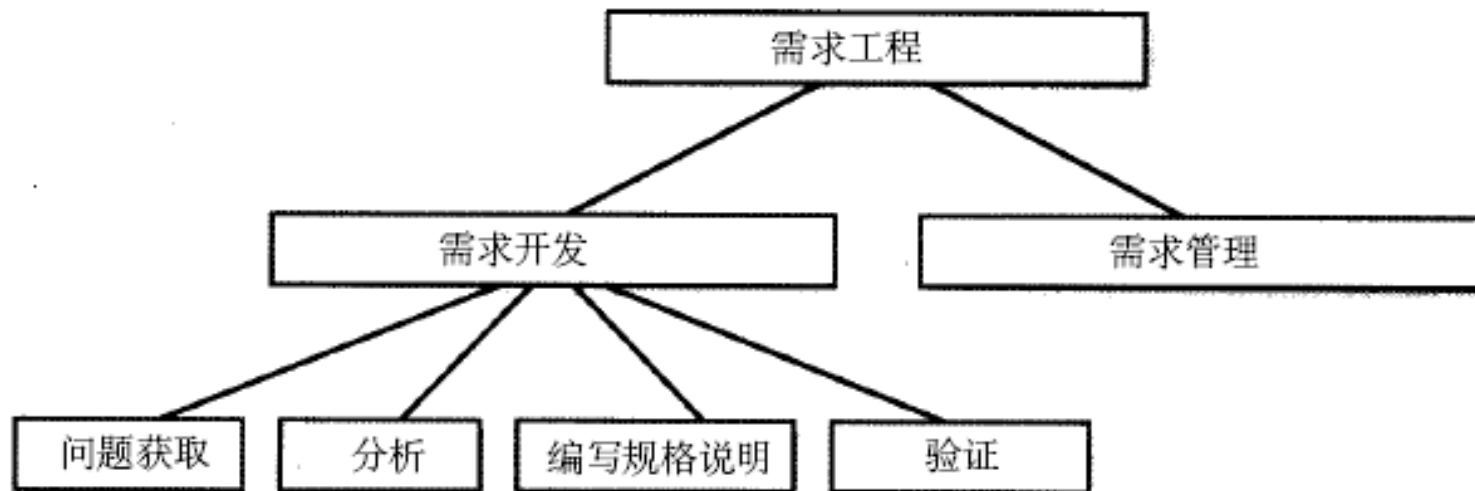 需求工程
需求开发
需求管理
问题获取
分析
编写规格说明
验证